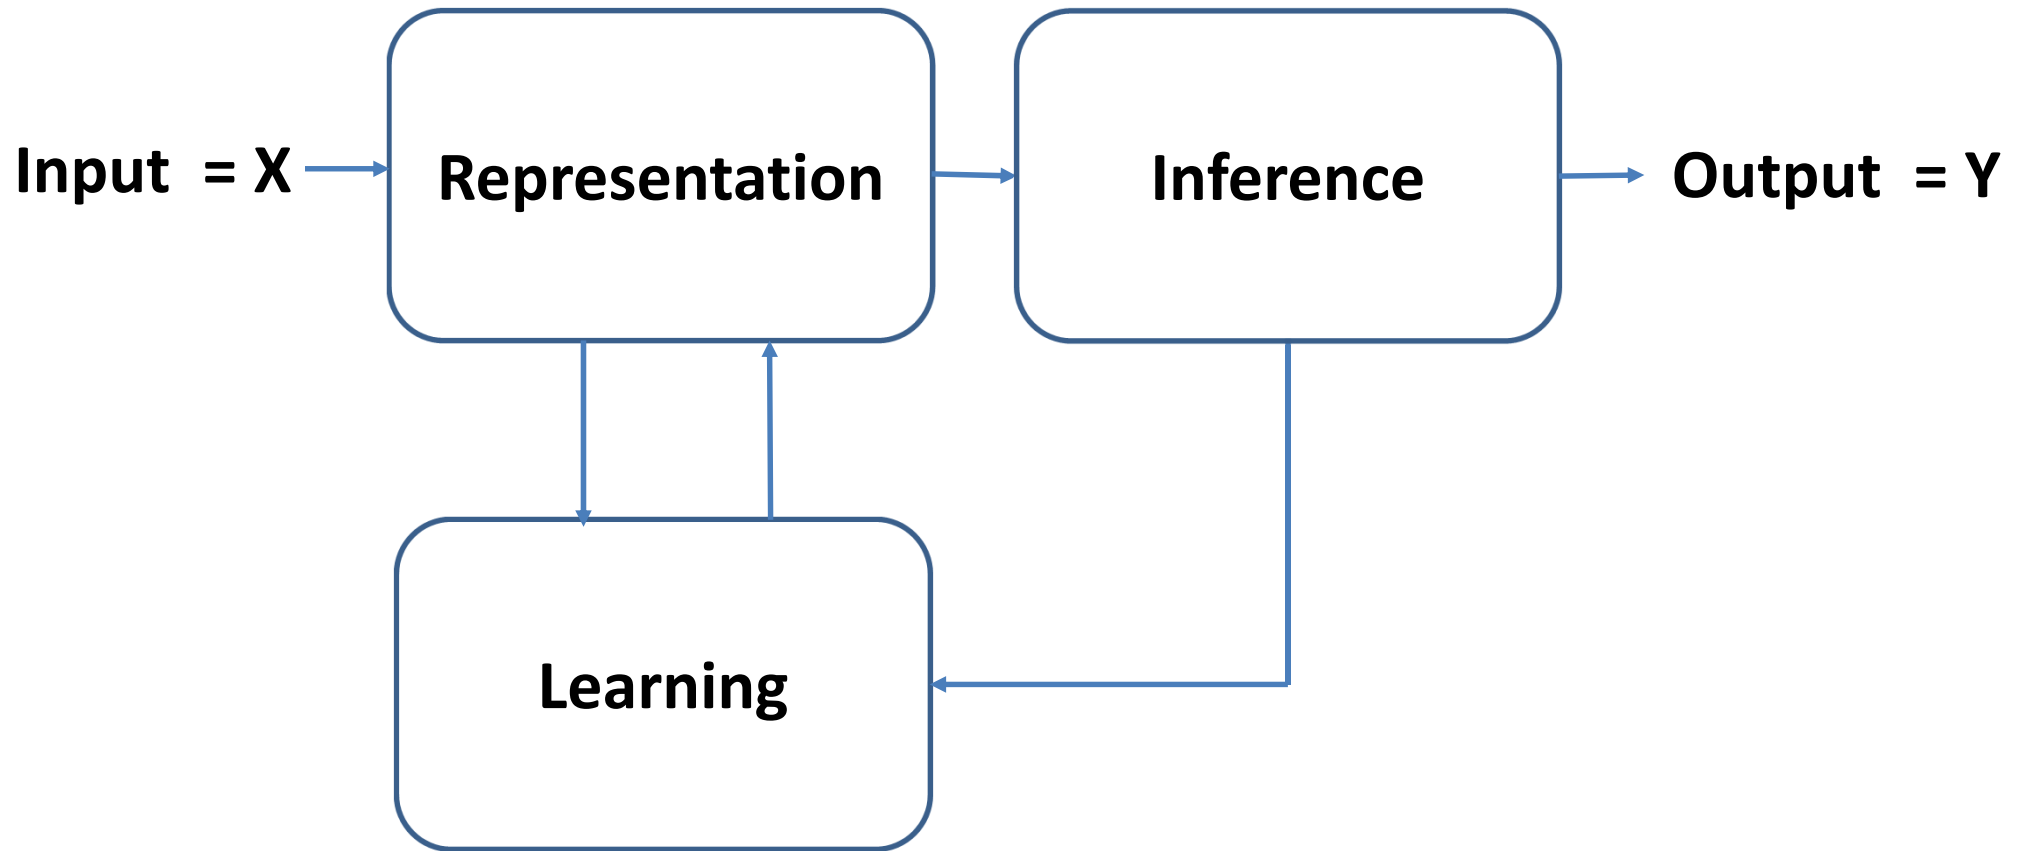 Input = X
Representation
Inference
Output = Y
Learning